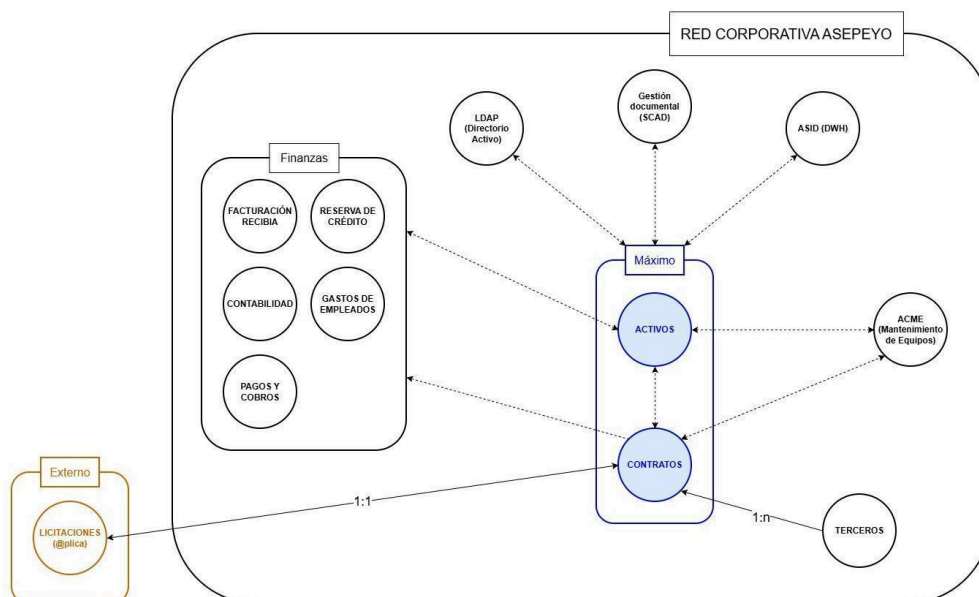 RED CORPORATIVA ASEPEYO
Gestión
documental
(SCAD)
LDAP
(Directorio
Activo)
ASID (DWH)
Finanzas
FACTURACIÓN
RECIBIA
RESERVA DE
CRÉDITO
CONTABILIDAD
GASTOS DE
EMPLEADOS
PAGOS Y
COBROS
Máximo
ACTIVOS
CONTRATOS
ACME
(Mantenimiento
de Equipos)
Externo
LICITACIONES
(@plica)
1:1
1:n
TERCEROS